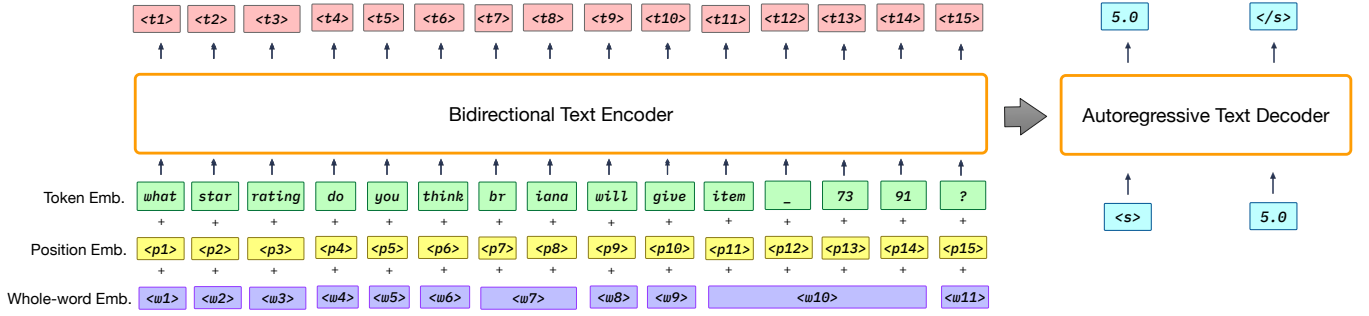 <t1> <t2> <t3> <t4> <t5> <t6> <t7> <t8> <t9> <t10> <t11> <t12> <t13> <t14> <t15> 5.0 </s>
Bidirectional Text Encoder Autoregressive Text Decoder
Token Emb. what star rating do you think br iana will give item _ 73 91 ? <s> 5.0
+ + + + + + + + + + + + + + +
Position Emb. <p1> <p2> <p3> <p4> <p5> <p6> <p7> <p8> <p9> <p10> <p11> <p12> <p13> <p14> <p15>
+ + + + + + + + + + + + + + +
Whole-word Emb. <w1> <w2> <w3> <w4> <w5> <w6> <w7> <w8> <w9> <w10> <w11>